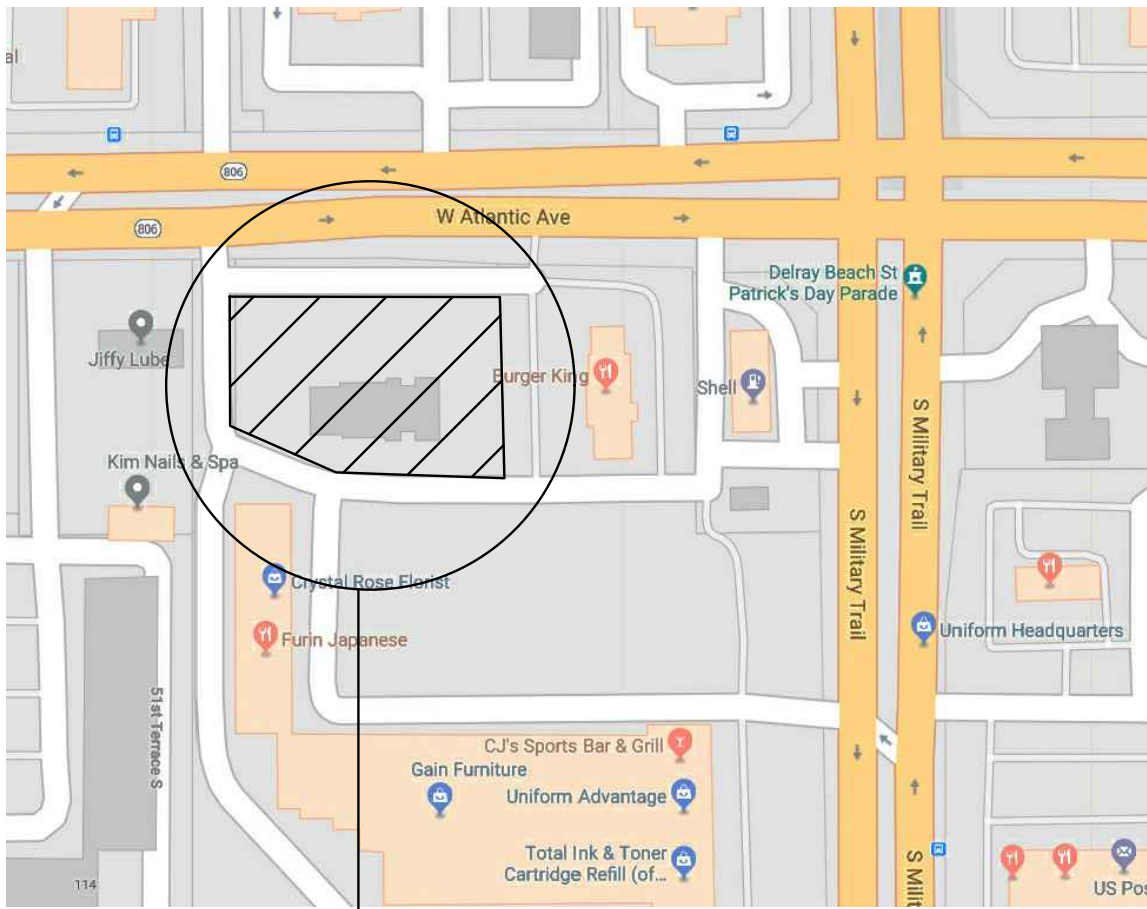 al
806
806
W Atlantic Ave
Delray Beach St
Patrick's Day Parade
Jiffy Lube
Burger King
Shell
Kim Nails & Spa
S Military Trail
S Military Trail
Crystal Rose Florist
Furin Japanese
Uniform Headquarters
51st Terrace S
CJ's Sports Bar & Grill
Gain Furniture
Uniform Advantage
Total Ink & Toner
Cartridge Refill (of...
S Milit
US Pos
114